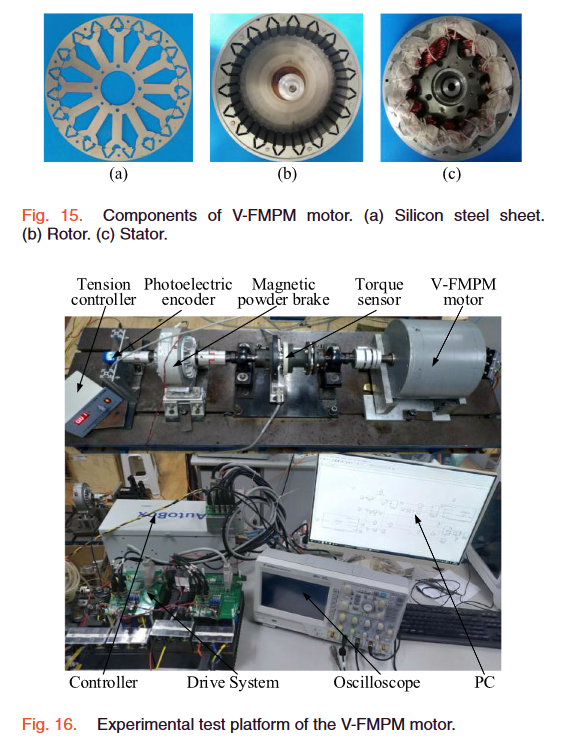 (a) (b) (c)
Fig. 15. Components of V-FMPM motor. (a) Silicon steel sheet.
(b) Rotor. (c) Stator.
Tension Photoelectric Magnetic Torque V-FMPM
controller encoder powder brake sensor motor
AutoBox
Controller Drive System Oscilloscope PC
Fig. 16. Experimental test platform of the V-FMPM motor.